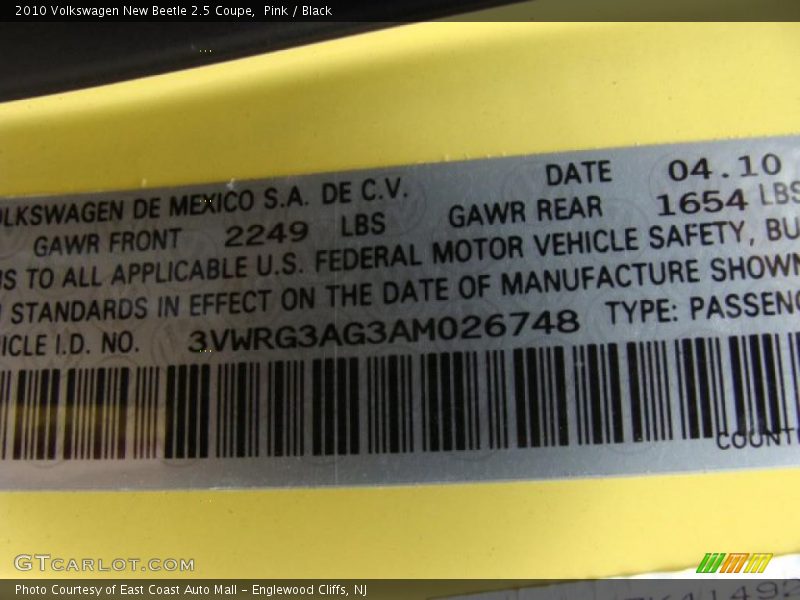 2010 Volkswagen New Beetle 2.5 Coupe,  Pink / Black
DATE 04.10
OLKSWAGEN DE MEXICO S.A. DE C.V.
GAWR FRONT 2249 LBS GAWR REAR 1654 LBS
MS TO ALL APPLICABLE U.S. FEDERAL MOTOR VEHICLE SAFETY, BU
STANDARDS IN EFFECT ON THE DATE OF MANUFACTURE SHOWN
ICLE I.D. NO. 3VWRG3AG3AM026748 TYPE: PASSENG
COUNT
GTCARLOT.COM
Photo Courtesy of East Coast Auto Mall - Englewood Cliffs, NJ